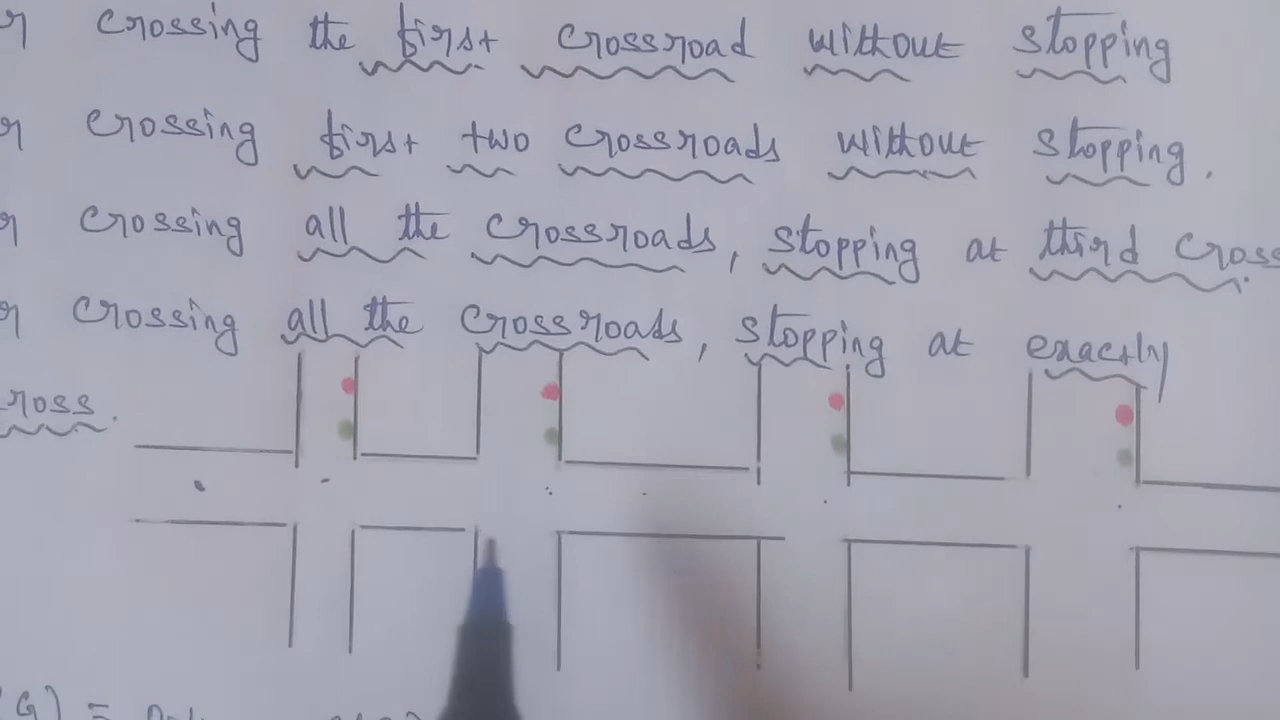 r crossing the first crossroad without stopping
r crossing first two crossroads without stopping.
r crossing all the crossroads, stopping at third cross
r crossing all the crossroads, stopping at exactly
ross.
G) =